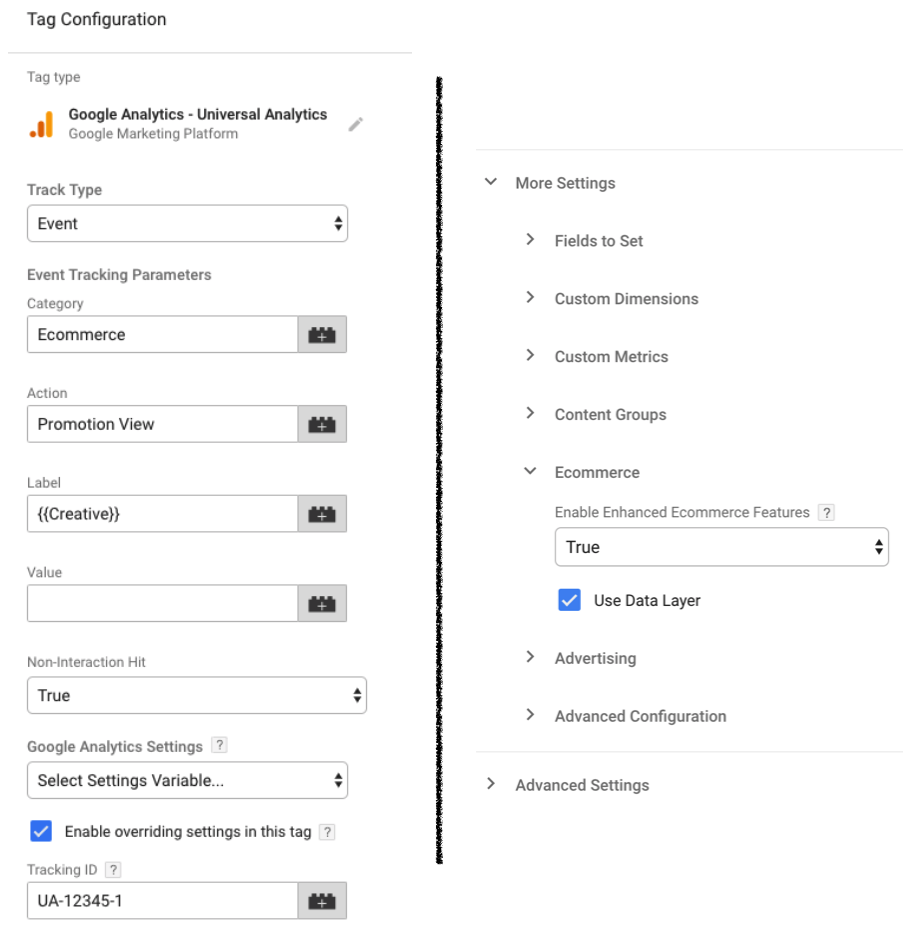 Tag Configuration
Tag type
Google Analytics - Universal Analytics
Google Marketing Platform
Track Type
Event
Event Tracking Parameters
Category
Ecommerce
Action
Promotion View
Label
{{Creative}}
Value
Non-Interaction Hit
True
Google Analytics Settings ?
Select Settings Variable...
Enable overriding settings in this tag ?
Tracking ID ?
UA-12345-1
More Settings
Fields to Set
Custom Dimensions
Custom Metrics
Content Groups
Ecommerce
Enable Enhanced Ecommerce Features ?
True
Use Data Layer
Advertising
Advanced Configuration
Advanced Settings